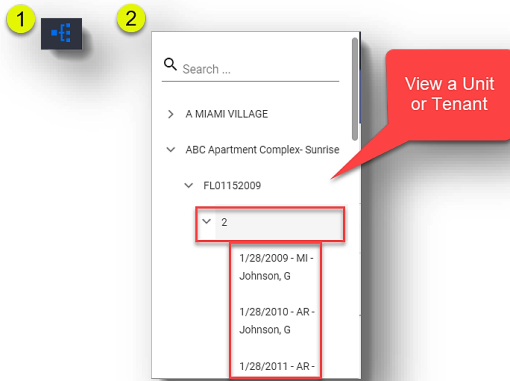 1
2
Search ...
A MIAMI VILLAGE
ABC Apartment Complex- Sunrise
View a Unit
or Tenant
FL01152009
2
1/28/2009 - MI -
Johnson, G
1/28/2010 - AR -
Johnson, G
1/28/2011 - AR -